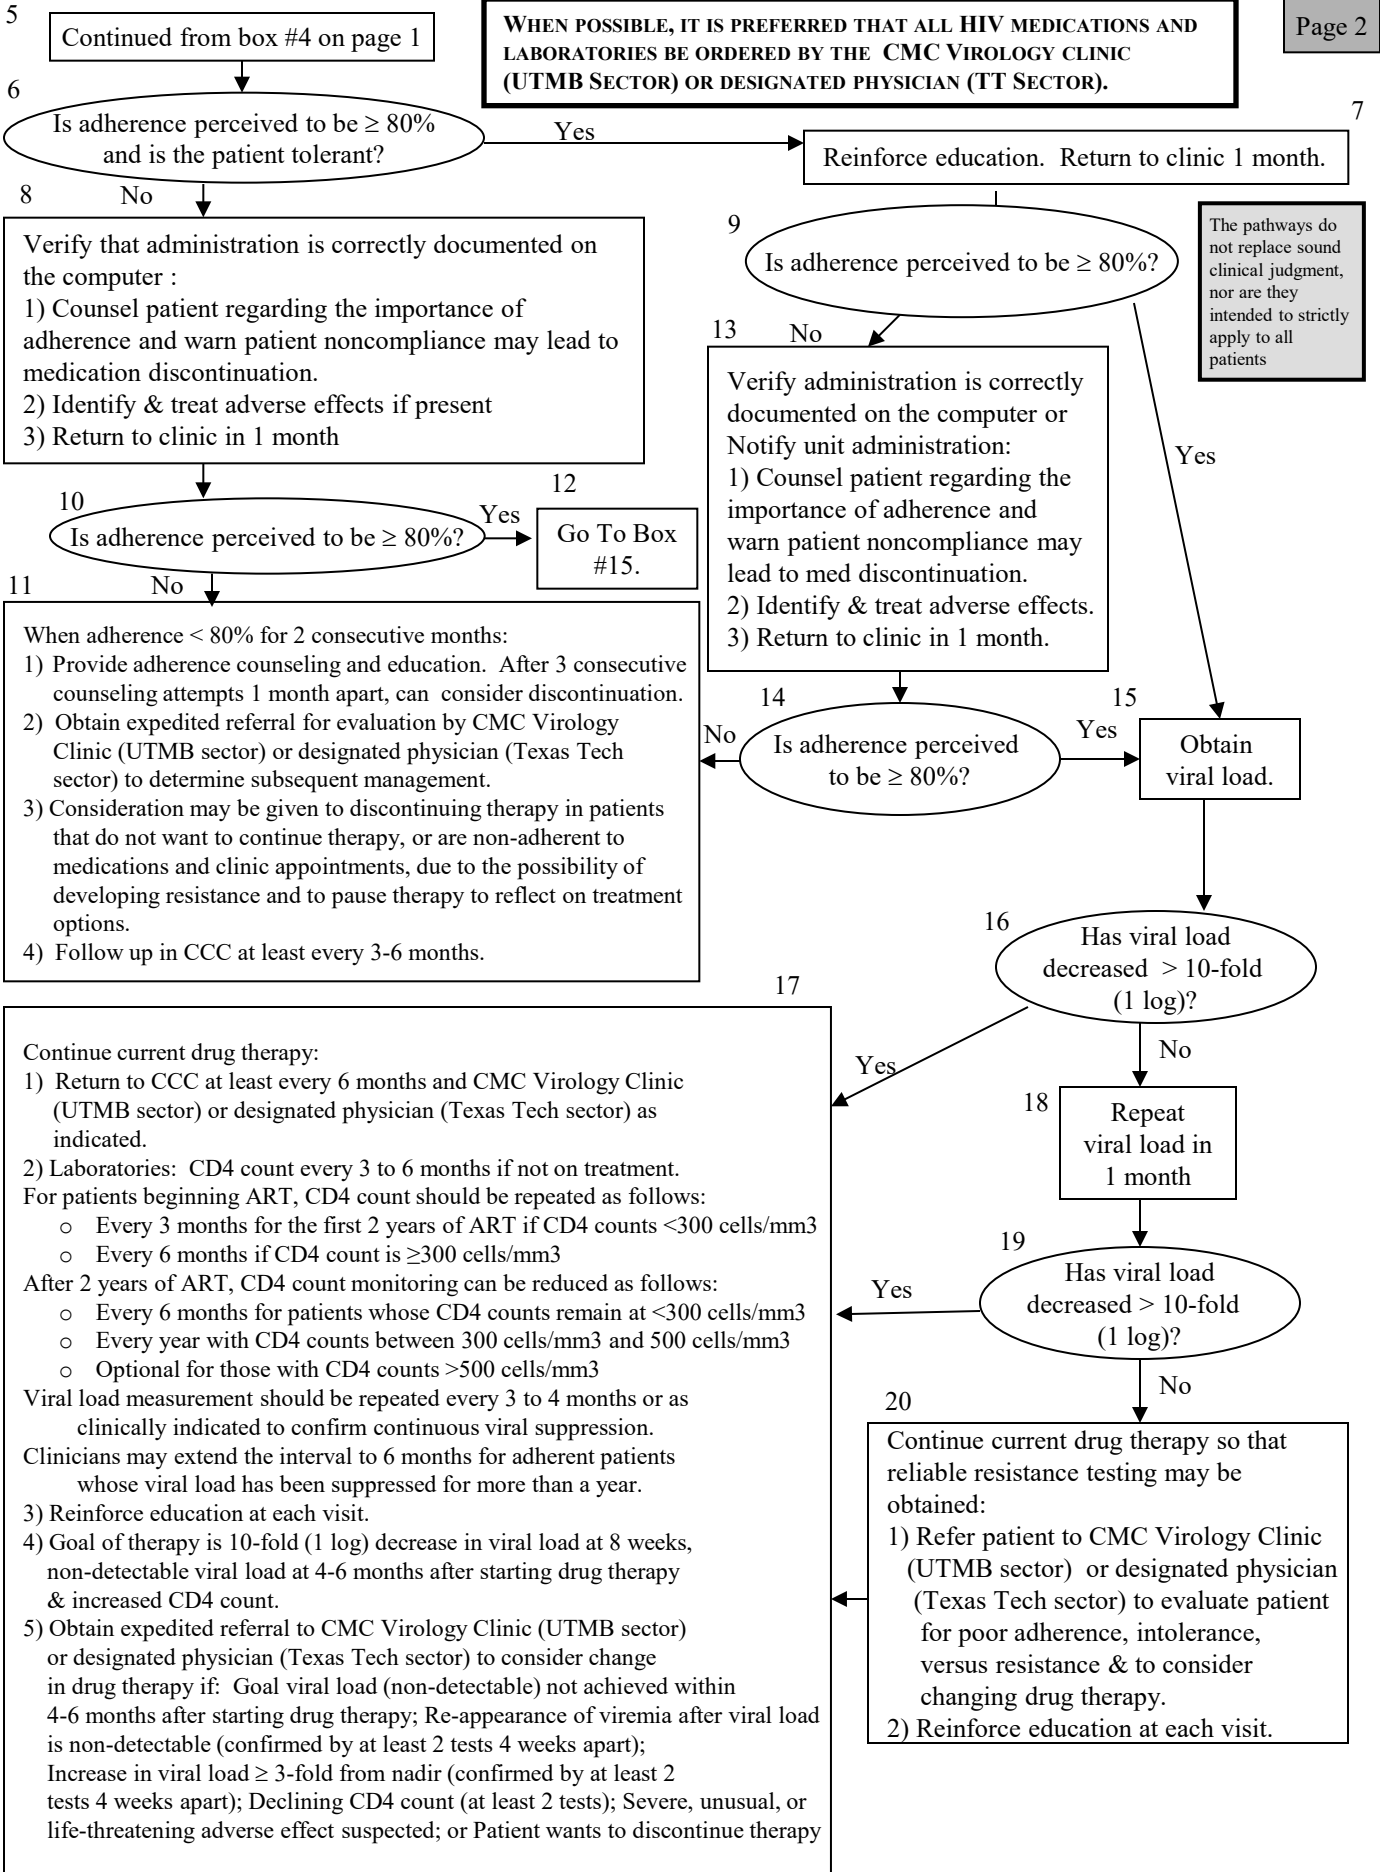 5
Continued from box #4 on page 1
WHEN POSSIBLE, IT IS PREFERRED THAT ALL HIV MEDICATIONS AND
LABORATORIES BE ORDERED BY THE CMC VIROLOGY CLINIC
(UTMB SECTOR) OR DESIGNATED PHYSICIAN (TT SECTOR).
Page 2
6
Is adherence perceived to be ≥ 80%
and is the patient tolerant?
Yes
7
Reinforce education. Return to clinic 1 month.
No
8
Verify that administration is correctly documented on
the computer :
1) Counsel patient regarding the importance of
adherence and warn patient noncompliance may lead to
medication discontinuation.
2) Identify & treat adverse effects if present
3) Return to clinic in 1 month
9
Is adherence perceived to be ≥ 80%?
The pathways do
not replace sound
clinical judgment,
nor are they
intended to strictly
apply to all
patients
No
13
Verify administration is correctly
documented on the computer or
Notify unit administration:
1) Counsel patient regarding the
importance of adherence and
warn patient noncompliance may
lead to med discontinuation.
2) Identify & treat adverse effects.
3) Return to clinic in 1 month.
Yes
10
Is adherence perceived to be ≥ 80%?
Yes
12
Go To Box
#15.
No
11
When adherence < 80% for 2 consecutive months:
1) Provide adherence counseling and education. After 3 consecutive
counseling attempts 1 month apart, can consider discontinuation.
2) Obtain expedited referral for evaluation by CMC Virology
Clinic (UTMB sector) or designated physician (Texas Tech
sector) to determine subsequent management.
3) Consideration may be given to discontinuing therapy in patients
that do not want to continue therapy, or are non-adherent to
medications and clinic appointments, due to the possibility of
developing resistance and to pause therapy to reflect on treatment
options.
4) Follow up in CCC at least every 3-6 months.
14
Is adherence perceived
to be ≥ 80%?
No
Yes
15
Obtain
viral load.
16
Has viral load
decreased > 10-fold
(1 log)?
Yes
No
17
Continue current drug therapy:
1) Return to CCC at least every 6 months and CMC Virology Clinic
(UTMB sector) or designated physician (Texas Tech sector) as
indicated.
2) Laboratories: CD4 count every 3 to 6 months if not on treatment.
For patients beginning ART, CD4 count should be repeated as follows:
o Every 3 months for the first 2 years of ART if CD4 counts <300 cells/mm3
o Every 6 months if CD4 count is ≥300 cells/mm3
After 2 years of ART, CD4 count monitoring can be reduced as follows:
o Every 6 months for patients whose CD4 counts remain at <300 cells/mm3
o Every year with CD4 counts between 300 cells/mm3 and 500 cells/mm3
o Optional for those with CD4 counts >500 cells/mm3
Viral load measurement should be repeated every 3 to 4 months or as
clinically indicated to confirm continuous viral suppression.
Clinicians may extend the interval to 6 months for adherent patients
whose viral load has been suppressed for more than a year.
3) Reinforce education at each visit.
4) Goal of therapy is 10-fold (1 log) decrease in viral load at 8 weeks,
non-detectable viral load at 4-6 months after starting drug therapy
& increased CD4 count.
5) Obtain expedited referral to CMC Virology Clinic (UTMB sector)
or designated physician (Texas Tech sector) to consider change
in drug therapy if: Goal viral load (non-detectable) not achieved within
4-6 months after starting drug therapy; Re-appearance of viremia after viral load
is non-detectable (confirmed by at least 2 tests 4 weeks apart);
Increase in viral load ≥ 3-fold from nadir (confirmed by at least 2
tests 4 weeks apart); Declining CD4 count (at least 2 tests); Severe, unusual, or
life-threatening adverse effect suspected; or Patient wants to discontinue therapy
18
Repeat
viral load in
1 month
19
Has viral load
decreased > 10-fold
(1 log)?
Yes
No
20
Continue current drug therapy so that
reliable resistance testing may be
obtained:
1) Refer patient to CMC Virology Clinic
(UTMB sector) or designated physician
(Texas Tech sector) to evaluate patient
for poor adherence, intolerance,
versus resistance & to consider
changing drug therapy.
2) Reinforce education at each visit.